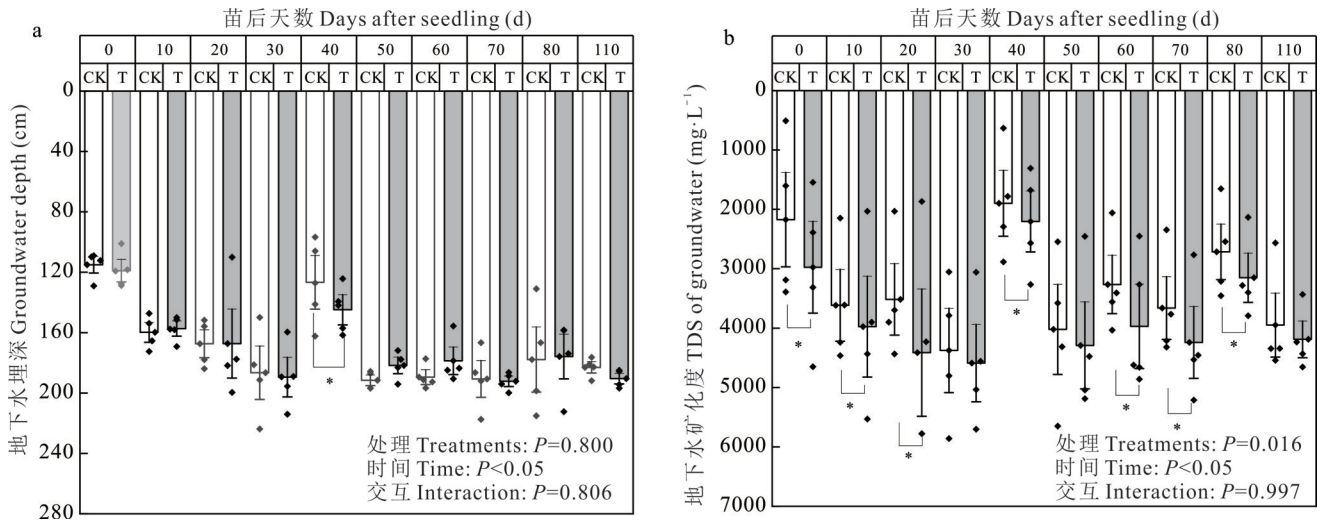 苗后天数 Days after seedling (d)
a
0 10 20 30 40 50 60 70 80 110
CK T CK T CK T CK T CK T CK T CK T CK T CK T CK T
地下水埋深 Groundwater depth (cm)
0
40
80
120
160
200
240
280
*
处理 Treatments: P=0.800
时间 Time: P<0.05
交互 Interaction: P=0.806
苗后天数 Days after seedling (d)
b
0 10 20 30 40 50 60 70 80 110
CK T CK T CK T CK T CK T CK T CK T CK T CK T CK T
地下水矿化度 TDS of groundwater (mg·L⁻¹)
0
1000
2000
3000
4000
5000
6000
7000
* * * * * * *
处理 Treatments: P=0.016
时间 Time: P<0.05
交互 Interaction: P=0.997